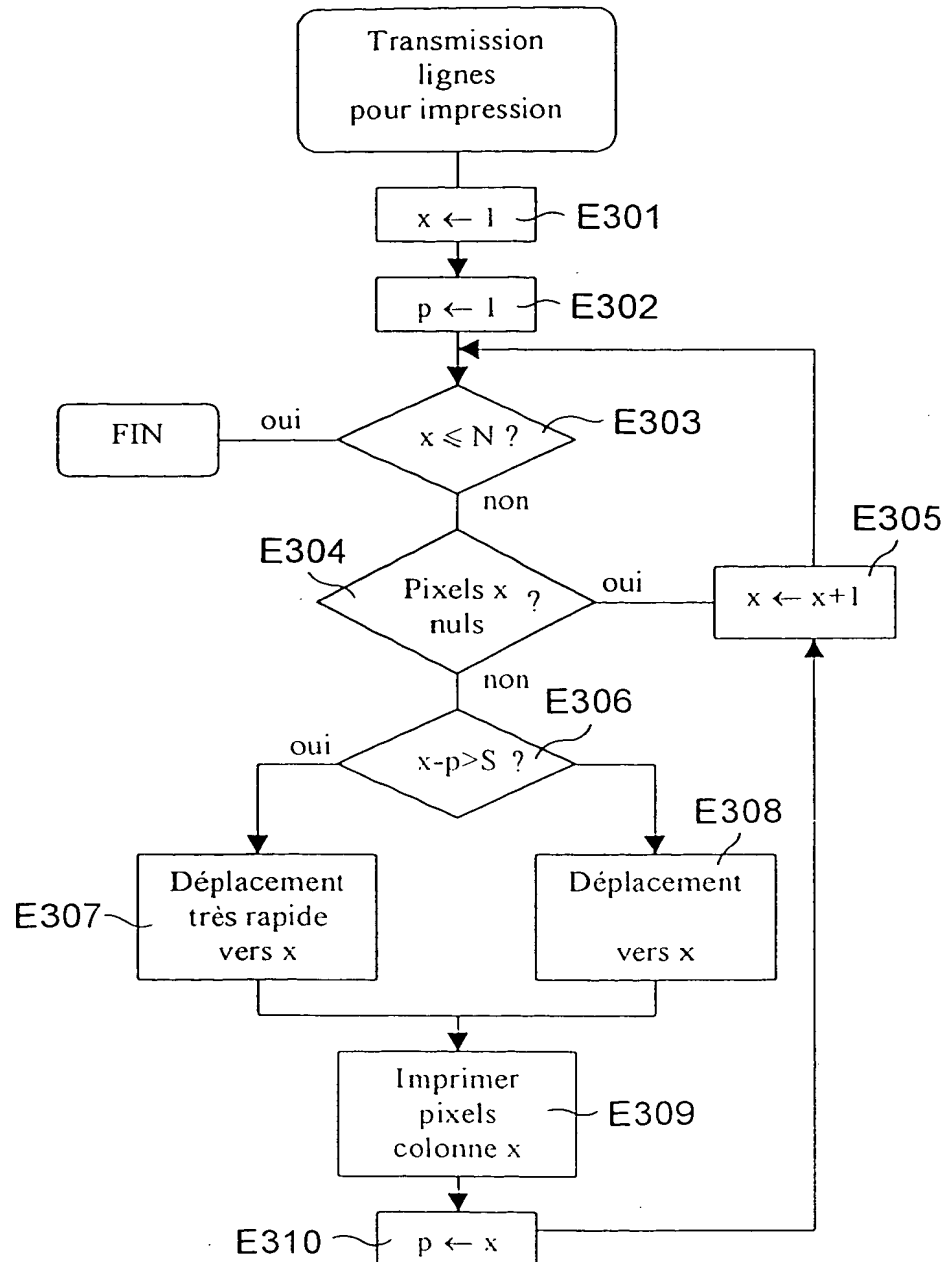 Transmission
lignes
pour impression
x ← 1
E301
p ← 1
E302
FIN
oui
x ⩽ N ?
E303
non
E304
Pixels x
nuls
?
oui
E305
x ← x+1
non
E306
oui
x-p>S ?
E308
Déplacement
très rapide
vers x
E307
Déplacement
vers x
Imprimer
pixels
colonne x
E309
E310
p ← x